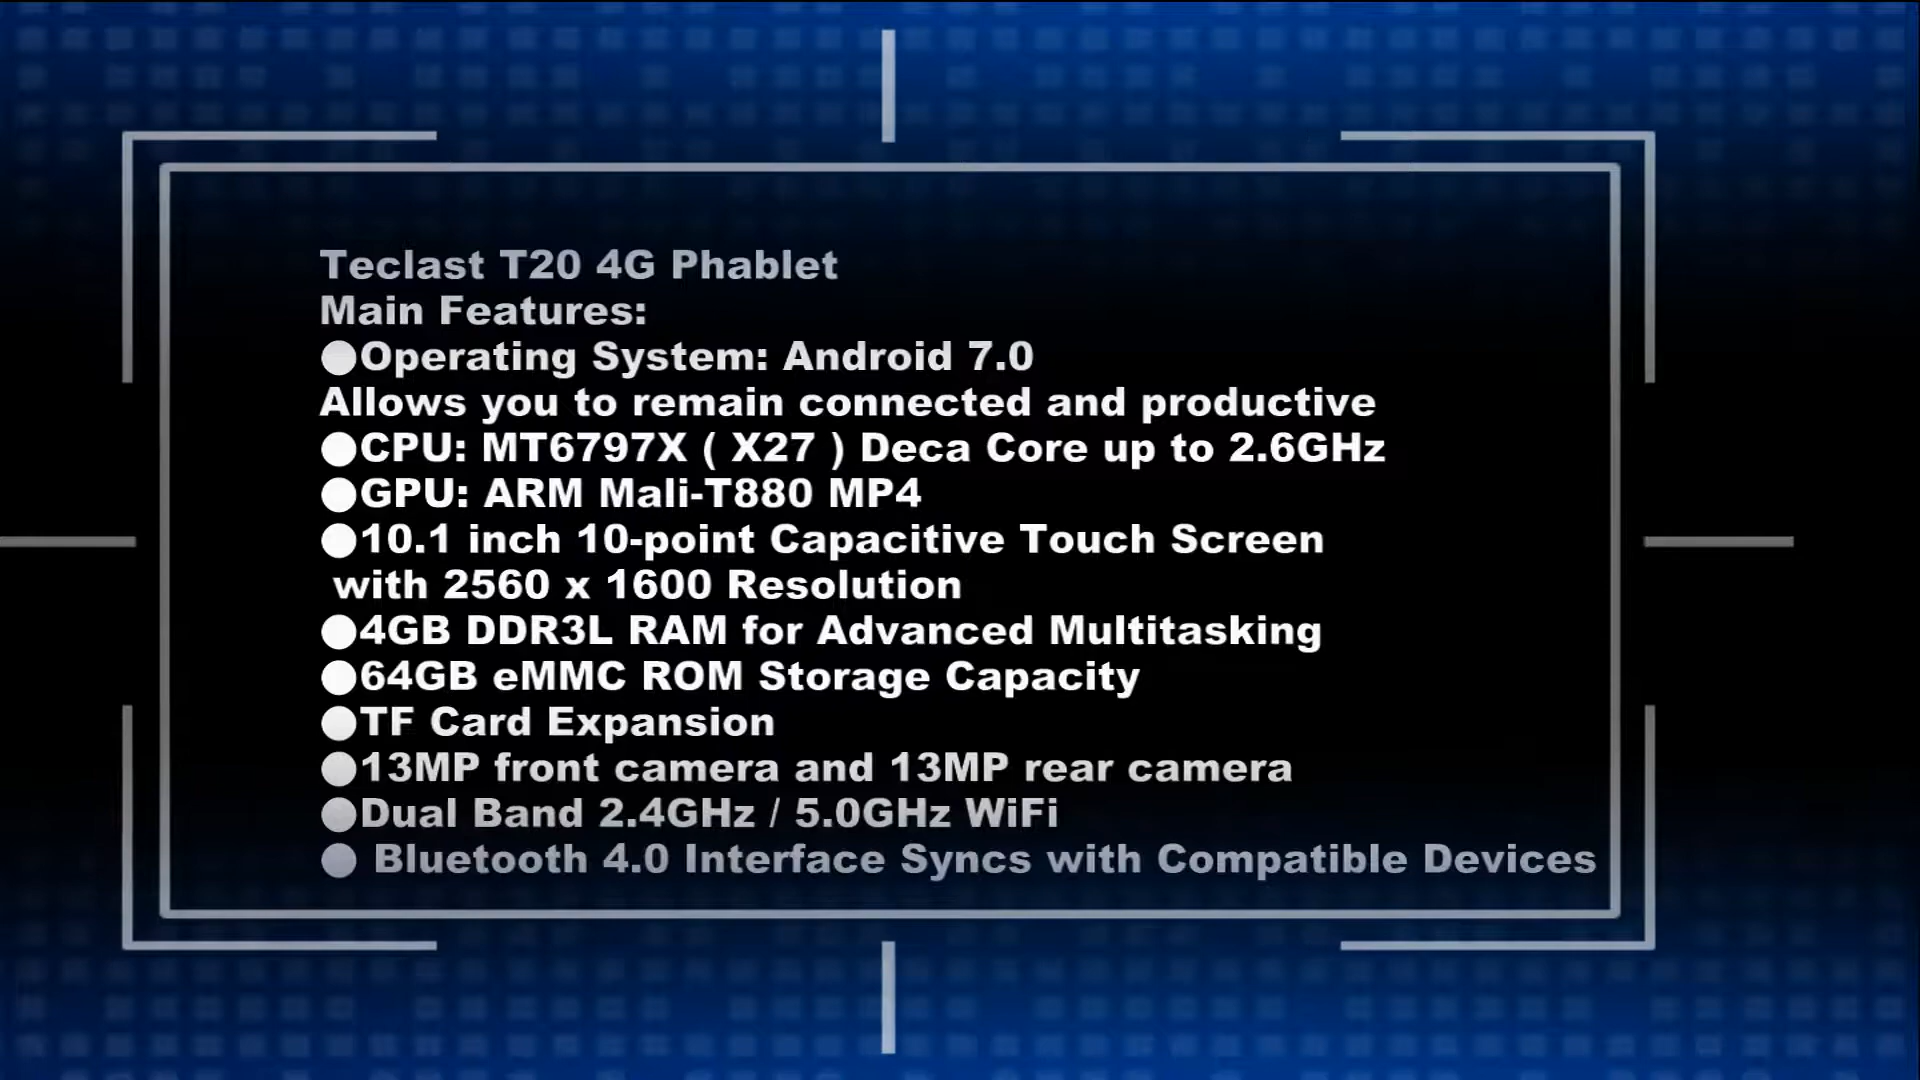 Teclast T20 4G Phablet
Main Features:
●Operating System: Android 7.0
Allows you to remain connected and productive
●CPU: MT6797X ( X27 ) Deca Core up to 2.6GHz
●GPU: ARM Mali-T880 MP4
●10.1 inch 10-point Capacitive Touch Screen
with 2560 x 1600 Resolution
●4GB DDR3L RAM for Advanced Multitasking
●64GB eMMC ROM Storage Capacity
●TF Card Expansion
●13MP front camera and 13MP rear camera
●Dual Band 2.4GHz / 5.0GHz WiFi
● Bluetooth 4.0 Interface Syncs with Compatible Devices